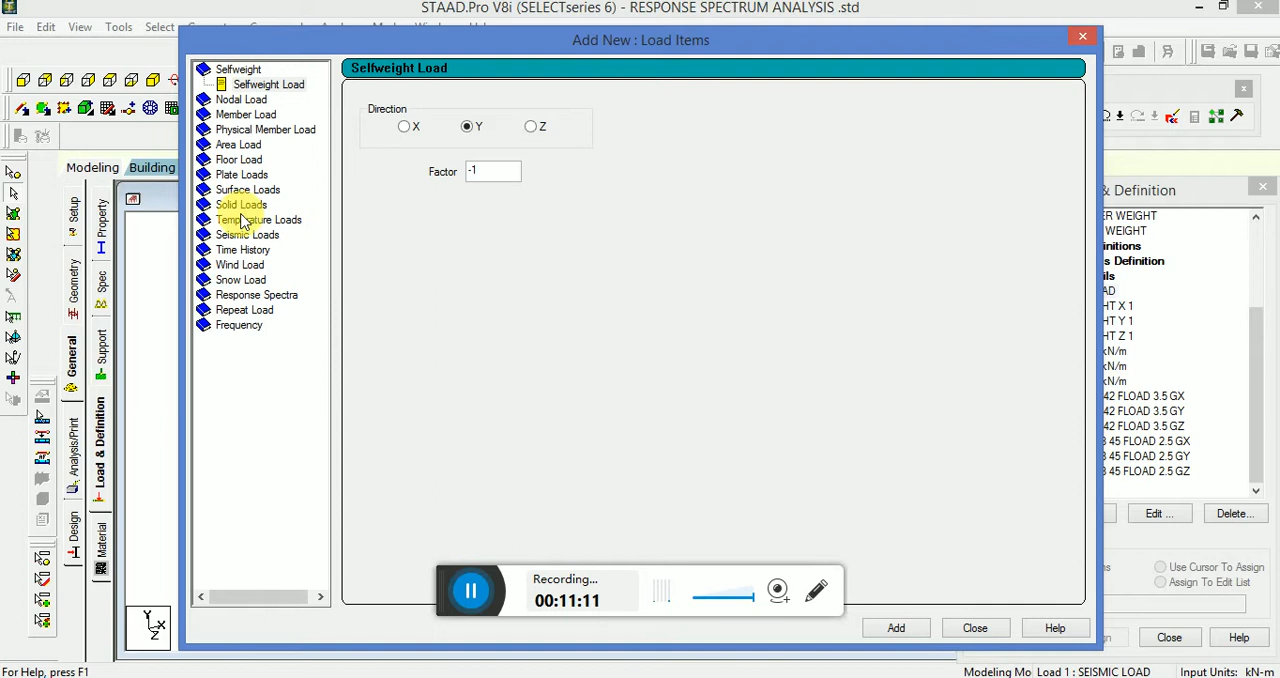 STAAD.Pro V8i (SELECTseries 6) - RESPONSE SPECTRUM ANALYSIS .std
File Edit View Tools Select
Add New : Load Items
Selfweight
Selfweight Load
Nodal Load
Member Load
Physical Member Load
Area Load
Floor Load
Plate Loads
Surface Loads
Solid Loads
Temperature Loads
Seismic Loads
Time History
Wind Load
Snow Load
Response Spectra
Repeat Load
Frequency
Selfweight Load
Direction
X Y Z
Factor -1
Modeling Building
Setup
Geometry
General
Analysis/Print
Design
Property
Spec
Support
Load & Definition
Material
& Definition
WEIGHT
WEIGHT
initions
s Definition
ils
AD
HT X 1
HT Y 1
HT Z 1
kN/m
kN/m
kN/m
42 FLOAD 3.5 GX
42 FLOAD 3.5 GY
42 FLOAD 3.5 GZ
45 FLOAD 2.5 GX
45 FLOAD 2.5 GY
45 FLOAD 2.5 GZ
Edit ... Delete...
Use Cursor To Assign
Assign To Edit List
Close Help
Recording...
00:11:11
Add Close Help
Y
X
Z
For Help, press F1
Modeling Mo Load 1 : SEISMIC LOAD Input Units: kN-m